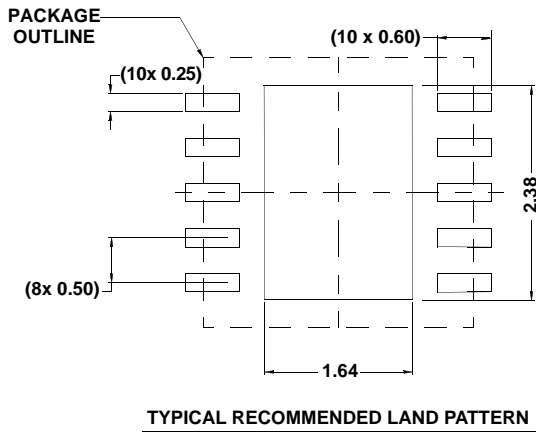 PACKAGE
OUTLINE
(10 x 0.60)
(10x 0.25)
2.38
(8x 0.50)
1.64
TYPICAL RECOMMENDED LAND PATTERN